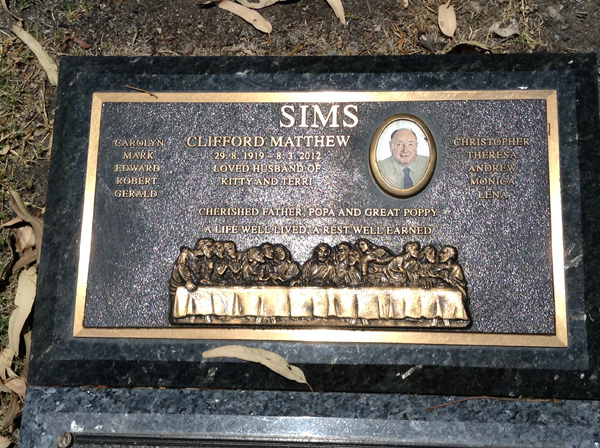 SIMS
CLIFFORD MATTHEW
29. 8. 1919 - 8. 3. 2012
LOVED HUSBAND OF
KITTY AND TERRI
CAROLYN
MARK
EDWARD
ROBERT
GERALD
CHRISTOPHER
THERESA
ANDREW
MONICA
LENA
CHERISHED FATHER, POPA AND GREAT POPPY
A LIFE WELL LIVED, A REST WELL EARNED